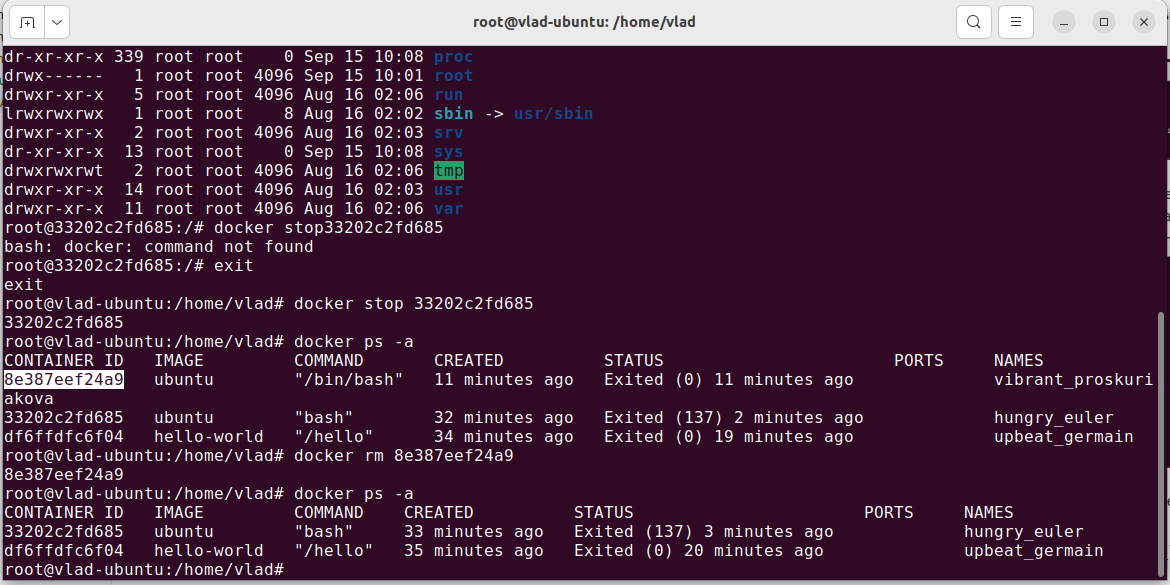 root@vlad-ubuntu: /home/vlad
dr-xr-xr-x 339 root root    0 Sep 15 10:08 proc
drwx------   1 root root 4096 Sep 15 10:01 root
drwxr-xr-x   5 root root 4096 Aug 16 02:06 run
lrwxrwxrwx   1 root root    8 Aug 16 02:02 sbin -> usr/sbin
drwxr-xr-x   2 root root 4096 Aug 16 02:03 srv
dr-xr-xr-x  13 root root    0 Sep 15 10:08 sys
drwxrwxrwt   2 root root 4096 Aug 16 02:06 tmp
drwxr-xr-x  14 root root 4096 Aug 16 02:03 usr
drwxr-xr-x  11 root root 4096 Aug 16 02:06 var
root@33202c2fd685:/# docker stop33202c2fd685
bash: docker: command not found
root@33202c2fd685:/# exit
exit
root@vlad-ubuntu:/home/vlad# docker stop 33202c2fd685
33202c2fd685
root@vlad-ubuntu:/home/vlad# docker ps -a
CONTAINER ID   IMAGE         COMMAND       CREATED          STATUS                       PORTS     NAMES
8e387eef24a9   ubuntu        "/bin/bash"   11 minutes ago   Exited (0) 11 minutes ago              vibrant_proskuri
akova
33202c2fd685   ubuntu        "bash"        32 minutes ago   Exited (137) 2 minutes ago             hungry_euler
df6ffdfc6f04   hello-world   "/hello"      34 minutes ago   Exited (0) 19 minutes ago              upbeat_germain
root@vlad-ubuntu:/home/vlad# docker rm 8e387eef24a9
8e387eef24a9
root@vlad-ubuntu:/home/vlad# docker ps -a
CONTAINER ID   IMAGE         COMMAND    CREATED          STATUS                       PORTS     NAMES
33202c2fd685   ubuntu        "bash"     33 minutes ago   Exited (137) 3 minutes ago             hungry_euler
df6ffdfc6f04   hello-world   "/hello"   35 minutes ago   Exited (0) 20 minutes ago              upbeat_germain
root@vlad-ubuntu:/home/vlad#